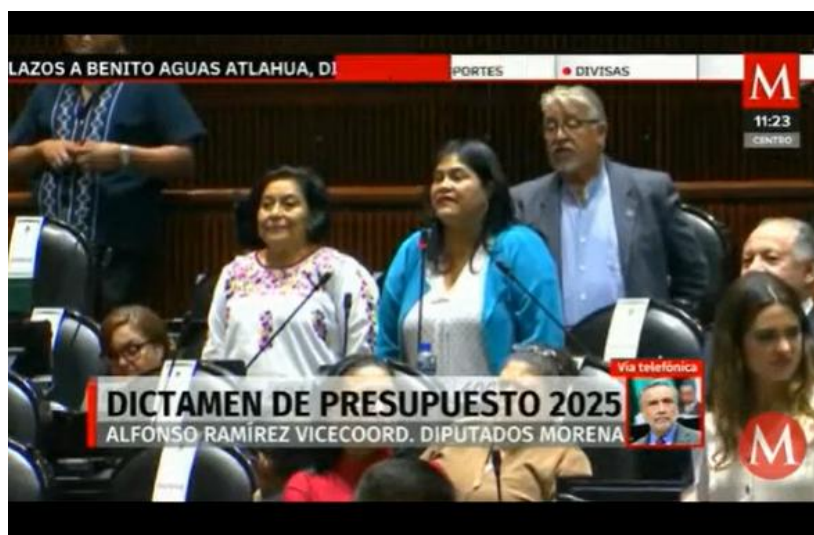 LAZOS A BENITO AGUAS ATLAHUA, DI
PORTES
DIVISAS
M
11:23
CENTRO
Vía telefónica
DICTAMEN DE PRESUPUESTO 2025
ALFONSO RAMÍREZ VICECOORD. DIPUTADOS MORENA
M